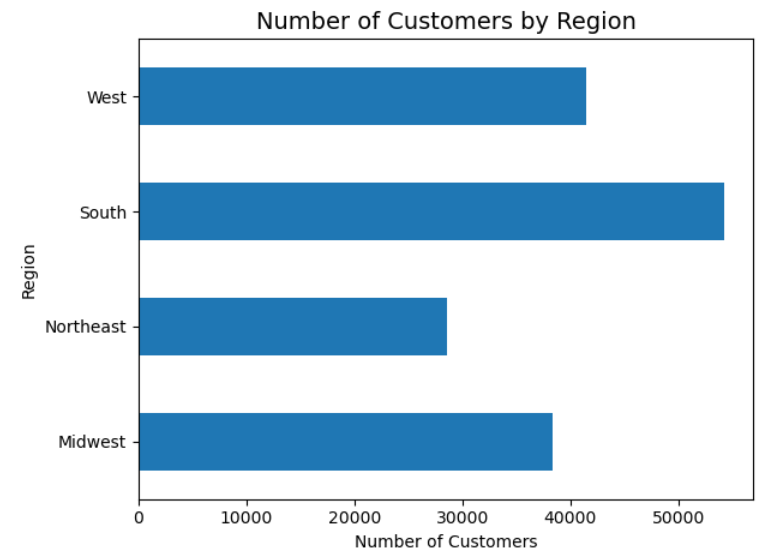 Number of Customers by Region
West
South
Region
Northeast
Midwest
0 10000 20000 30000 40000 50000
Number of Customers